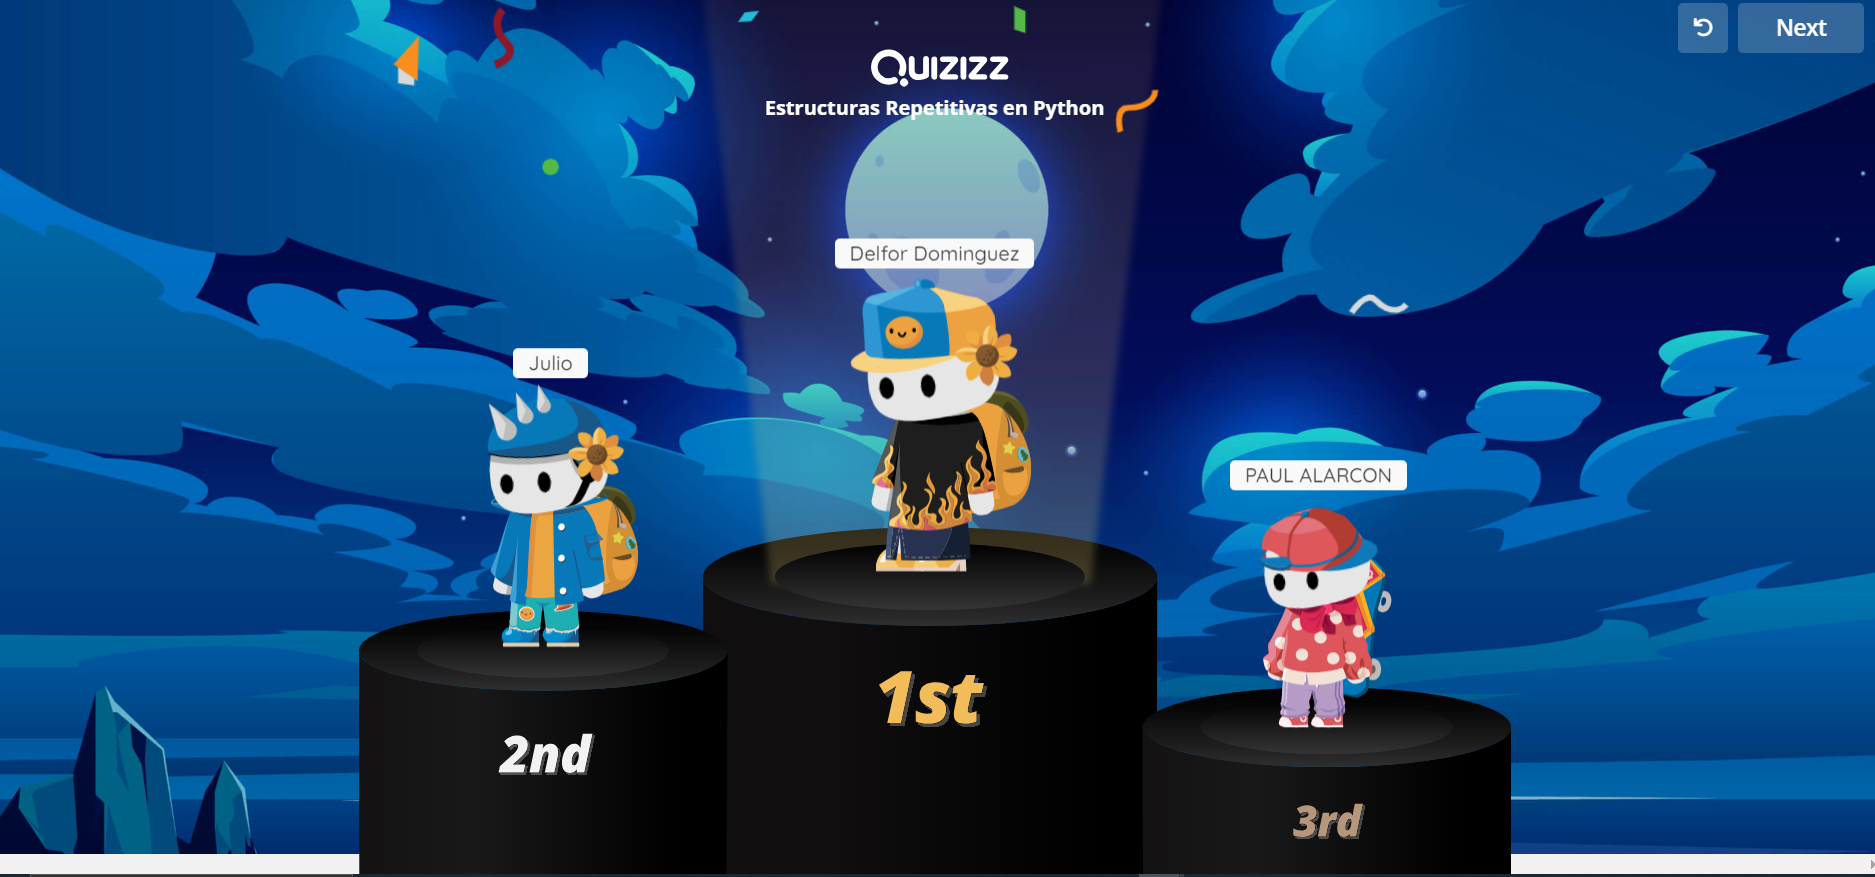 Next
QUIZIZZ
Estructuras Repetitivas en Python
Delfor Dominguez
Julio
PAUL ALARCON
1st
2nd
3rd